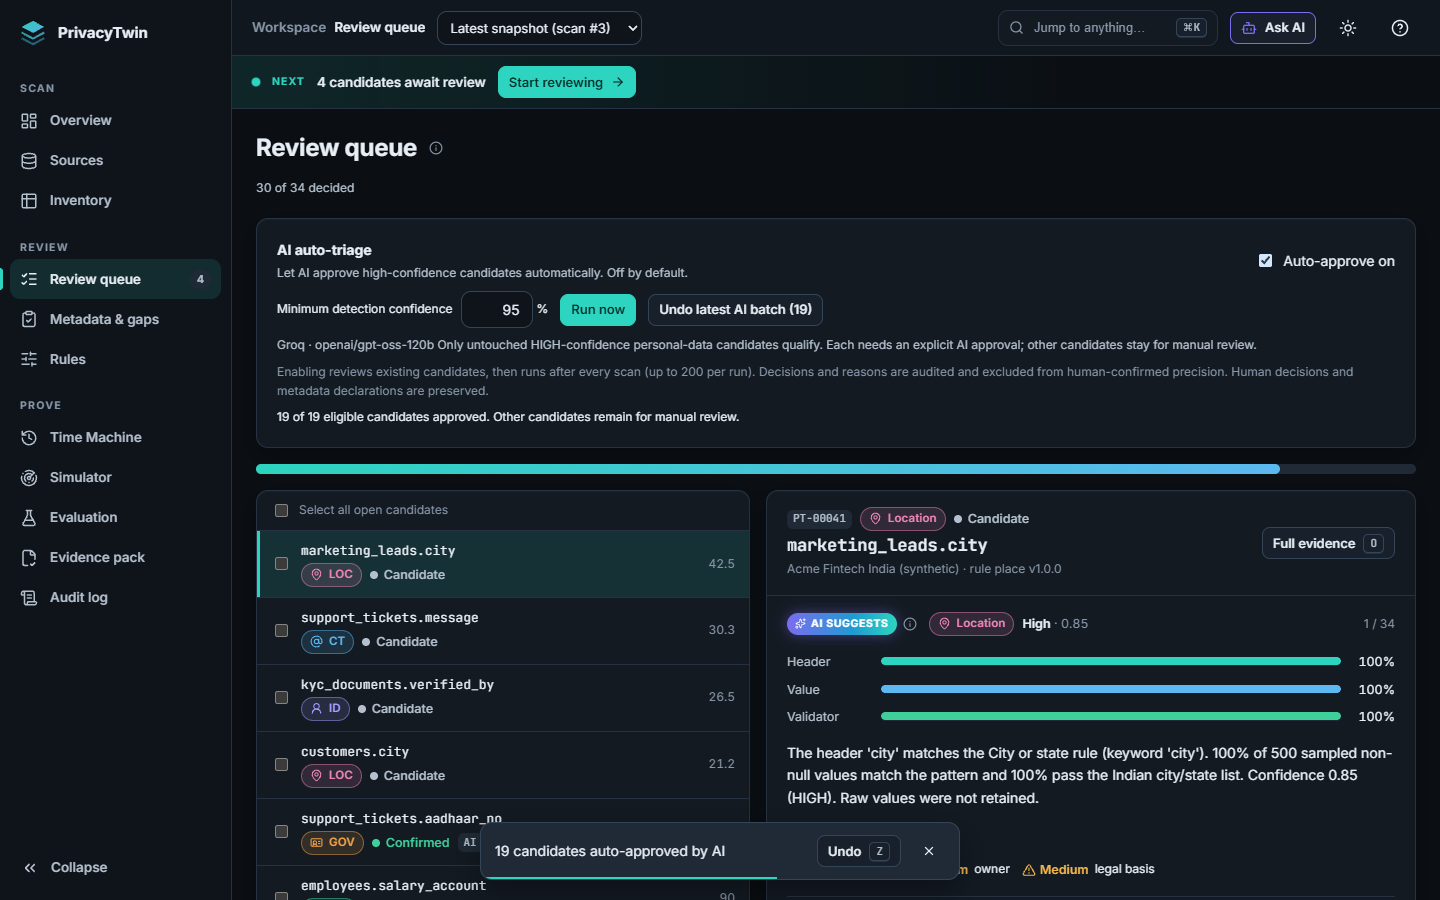 PrivacyTwin
Workspace Review queue Latest snapshot (scan #3)
Jump to anything... ⌘K Ask AI
NEXT 4 candidates await review Start reviewing →
SCAN
Overview
Sources
Inventory
REVIEW
Review queue 4
Metadata & gaps
Rules
PROVE
Time Machine
Simulator
Evaluation
Evidence pack
Audit log
Collapse
Review queue
30 of 34 decided
AI auto-triage
Let AI approve high-confidence candidates automatically. Off by default.
Auto-approve on
Minimum detection confidence 95 % Run now Undo latest AI batch (19)
Groq · openai/gpt-oss-120b Only untouched HIGH-confidence personal-data candidates qualify. Each needs an explicit AI approval; other candidates stay for manual review.
Enabling reviews existing candidates, then runs after every scan (up to 200 per run). Decisions and reasons are audited and excluded from human-confirmed precision. Human decisions and
metadata declarations are preserved.
19 of 19 eligible candidates approved. Other candidates remain for manual review.
Select all open candidates
marketing_leads.city
LOC Candidate 42.5
support_tickets.message
CT Candidate 30.3
kyc_documents.verified_by
ID Candidate 26.5
customers.city
LOC Candidate 21.2
support_tickets.aadhaar_no
GOV Confirmed AI
employees.salary_account
90
PT-00041 Location Candidate
marketing_leads.city
Acme Fintech India (synthetic) · rule place v1.0.0
Full evidence O
AI SUGGESTS Location High · 0.85 1 / 34
Header 100%
Value 100%
Validator 100%
The header 'city' matches the City or state rule (keyword 'city'). 100% of 500 sampled non-
null values match the pattern and 100% pass the Indian city/state list. Confidence 0.85
(HIGH). Raw values were not retained.
owner Medium legal basis
19 candidates auto-approved by AI Undo Z ×